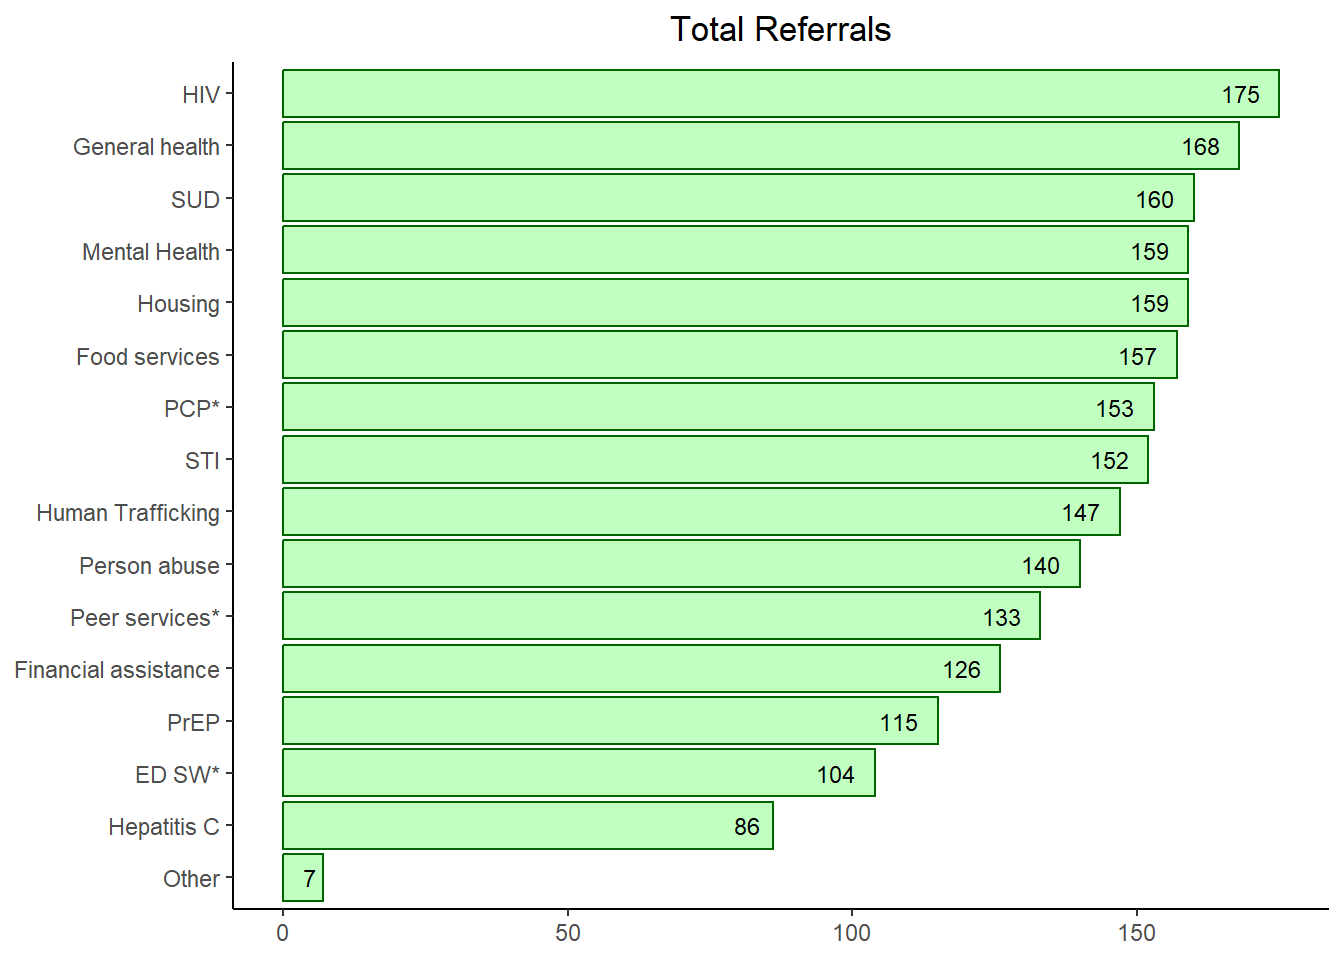 Total Referrals
HIV 175
General health 168
SUD 160
Mental Health 159
Housing 159
Food services 157
PCP* 153
STI 152
Human Trafficking 147
Person abuse 140
Peer services* 133
Financial assistance 126
PrEP 115
ED SW* 104
Hepatitis C 86
Other 7
0 50 100 150